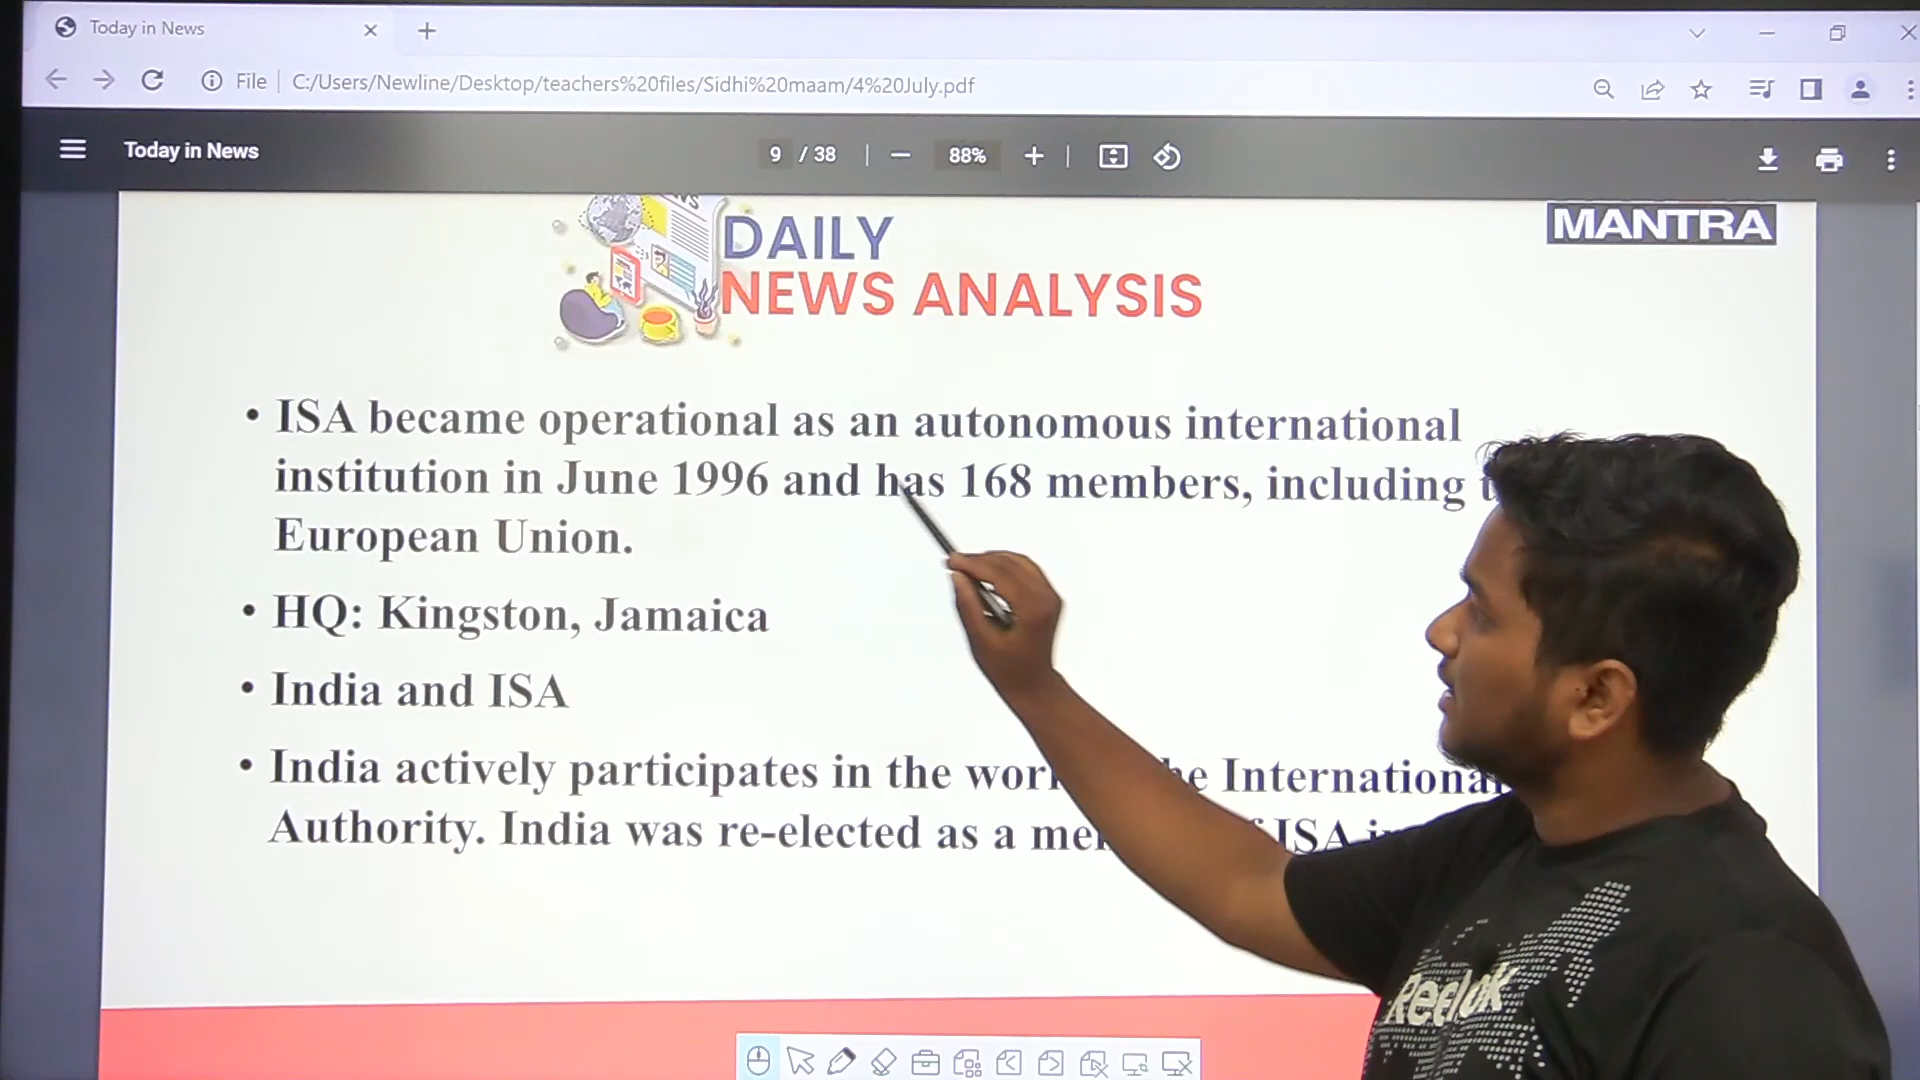 Today in News
File | C:/Users/Newline/Desktop/teachers%20files/Sidhi%20maam/4%20July.pdf
Today in News
9 / 38
88%
MANTRA
DAILY
NEWS ANALYSIS
• ISA became operational as an autonomous international
institution in June 1996 and has 168 members, including
European Union.
• HQ: Kingston, Jamaica
• India and ISA
• India actively participates in the International
Authority. India was re-elected as a ISA
Reebok